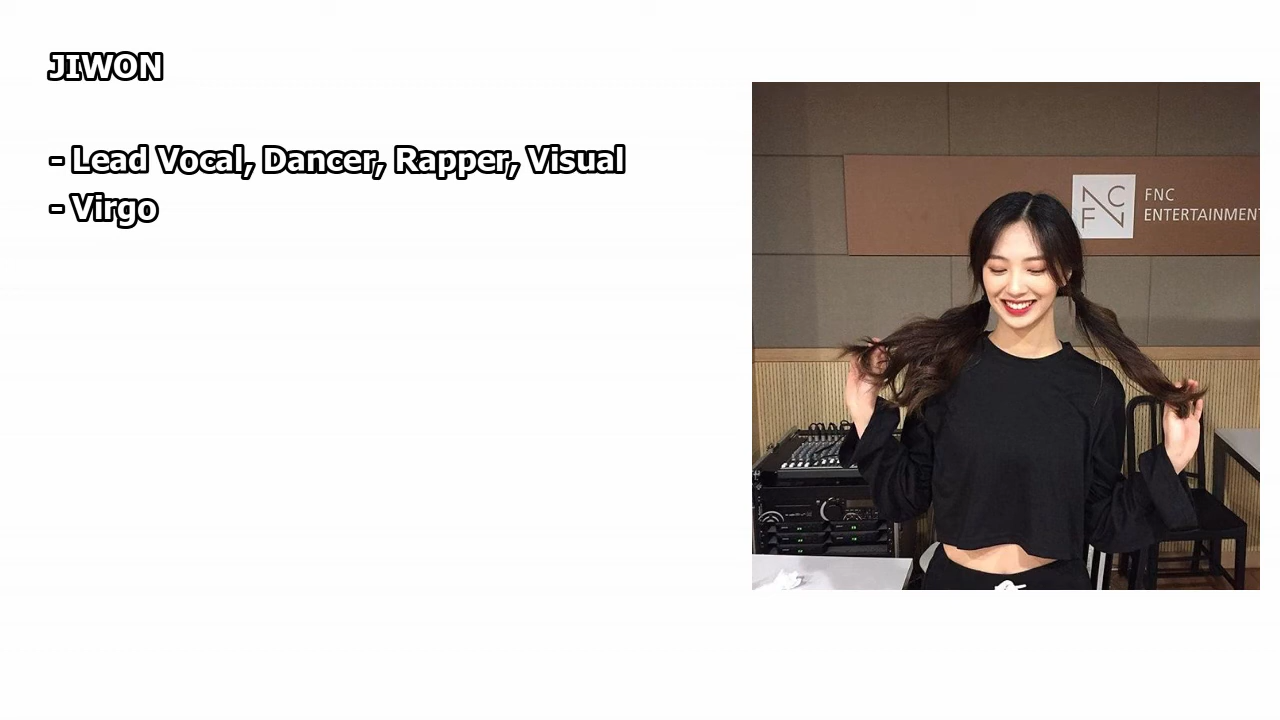 JIWON
- Lead Vocal, Dancer, Rapper, Visual
- Virgo
NC
FN
FNC
ENTERTAINMENT